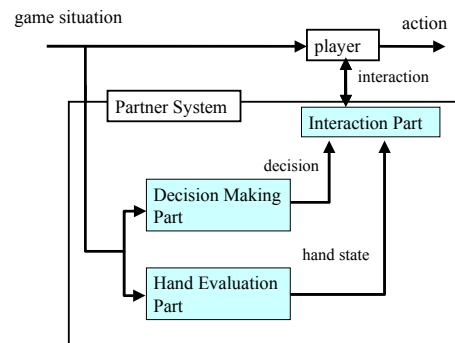 game situation
action
player
interaction
Partner System
Interaction Part
decision
Decision Making
Part
hand state
Hand Evaluation
Part